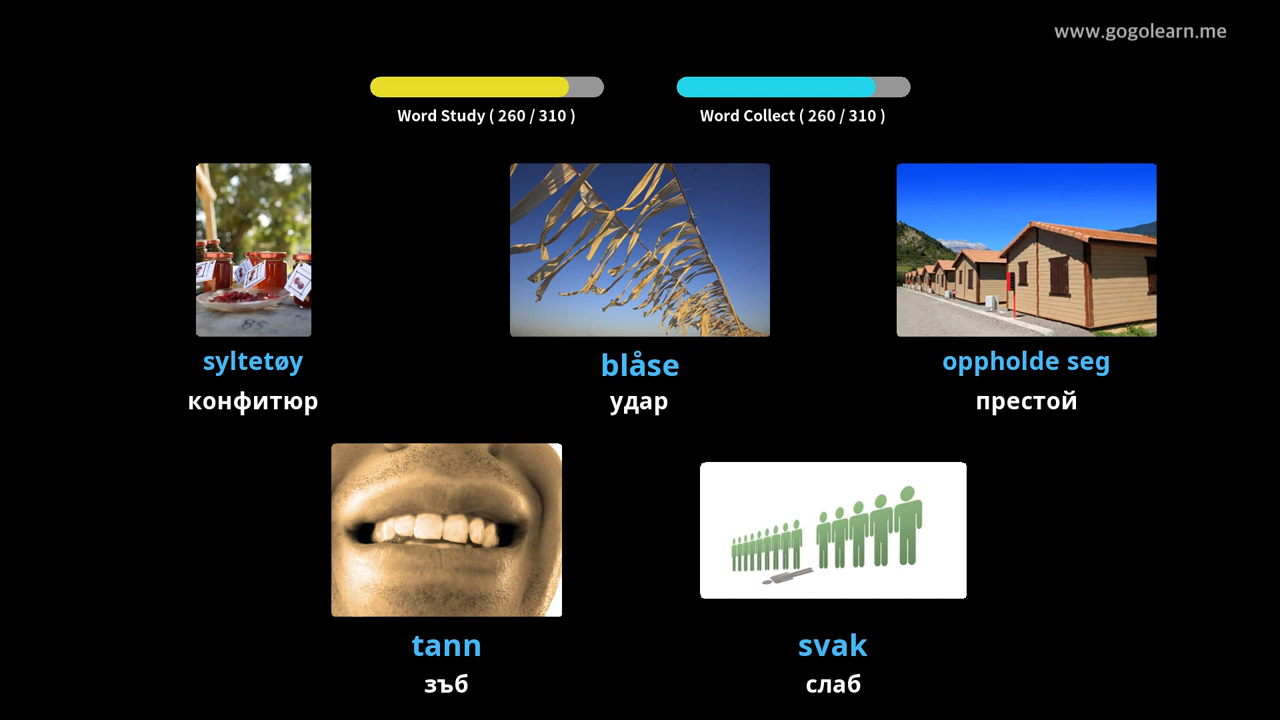 www.gogolearn.me
Word Study ( 260 / 310 )
Word Collect ( 260 / 310 )
syltetøy
конфитюр
blåse
удар
oppholde seg
престой
tann
зъб
svak
слаб